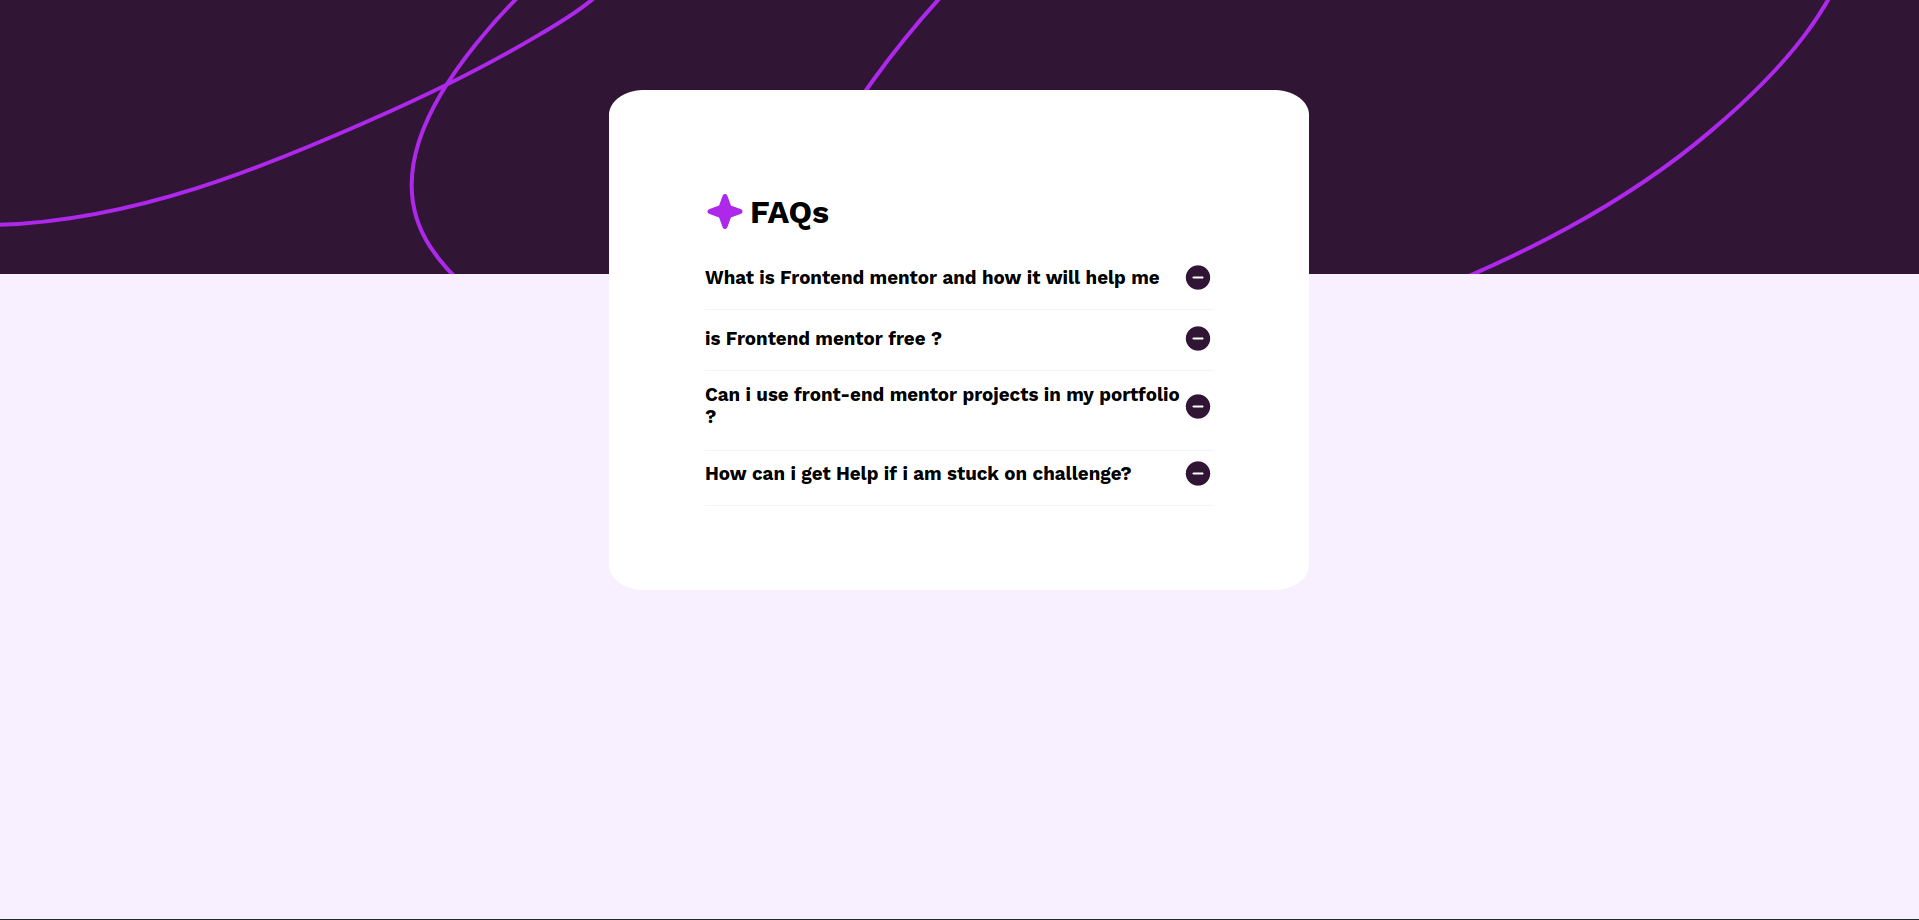 FAQs
What is Frontend mentor and how it will help me
is Frontend mentor free ?
Can i use front-end mentor projects in my portfolio
?
How can i get Help if i am stuck on challenge?